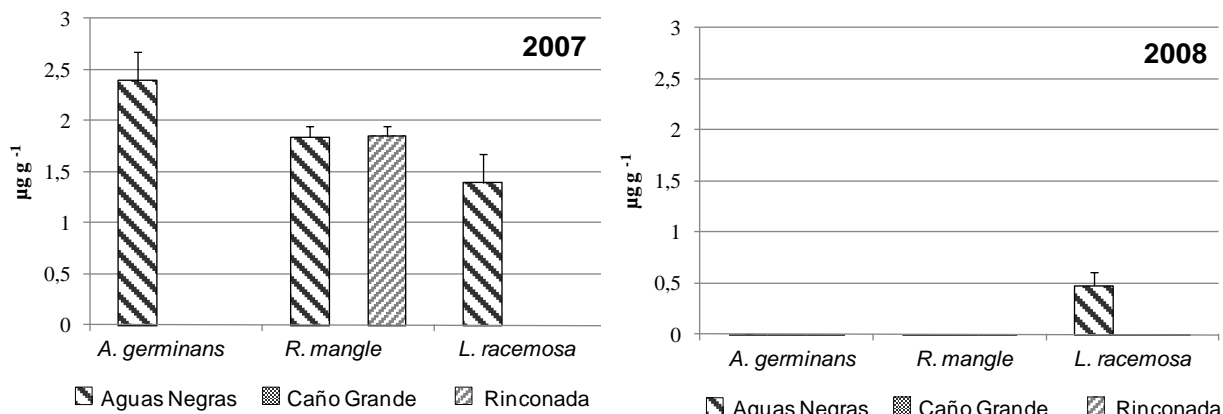 2007
3
2,5
2
1,5
1
0,5
0
µg g -1
A. germinans R. mangle L. racemosa
Aguas Negras Caño Grande Rinconada
2008
3
2,5
2
1,5
1
0,5
0
µg g -1
A. germinans R. mangle L. racemosa
Aguas Negras Caño Grande Rinconada